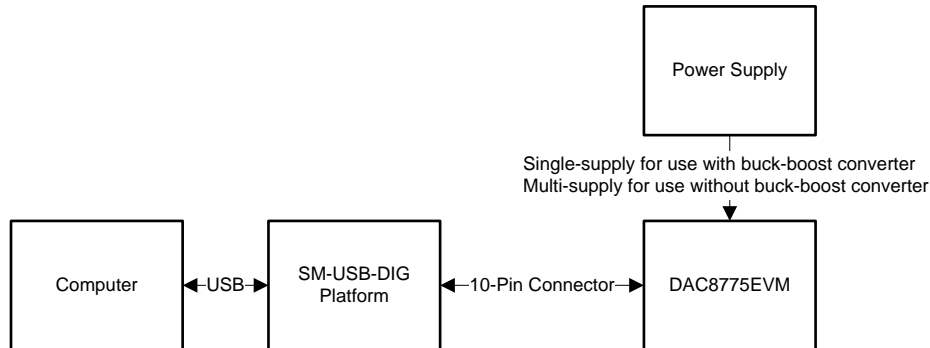 Power Supply
Single-supply for use with buck-boost converter
Multi-supply for use without buck-boost converter
Computer
USB
SM-USB-DIG
Platform
10-Pin Connector
DAC8775EVM